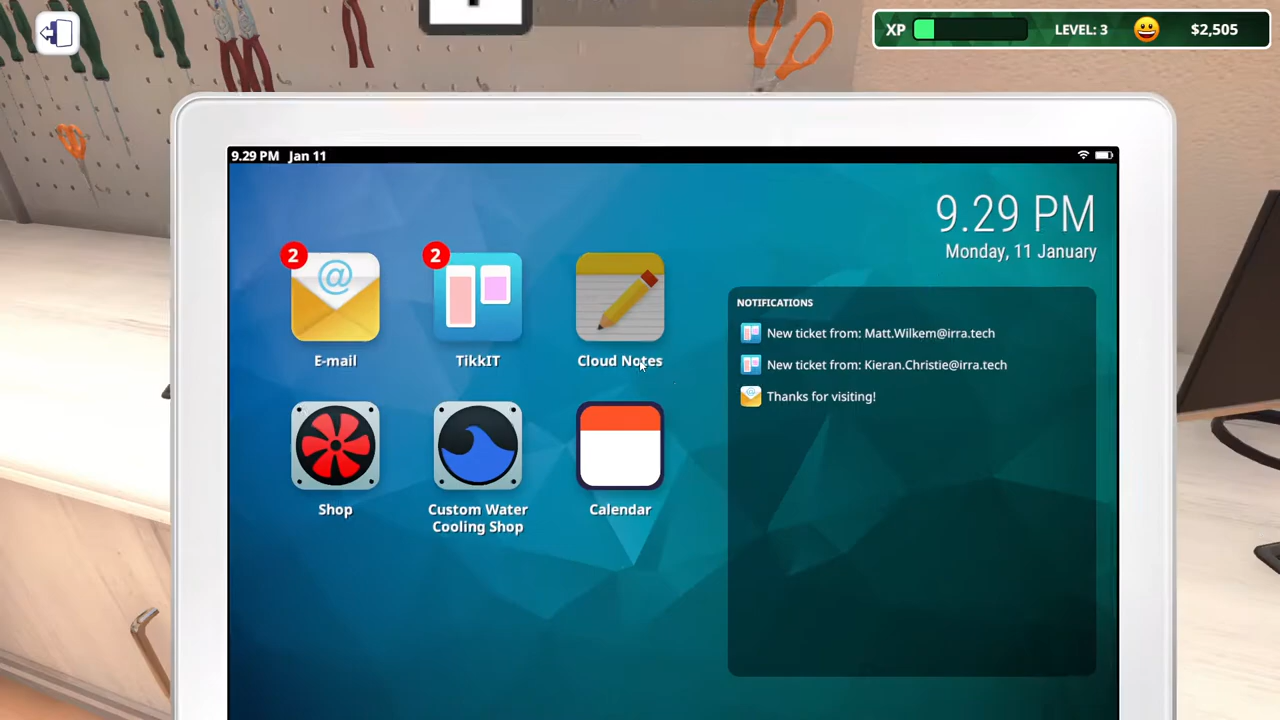 XP
LEVEL: 3
$2,505
9.29 PM Jan 11
9.29 PM
Monday, 11 January
2
2
E-mail
TikkIT
Cloud Notes
NOTIFICATIONS
New ticket from: Matt.Wilkem@irra.tech
New ticket from: Kieran.Christie@irra.tech
Thanks for visiting!
Shop
Custom Water
Cooling Shop
Calendar